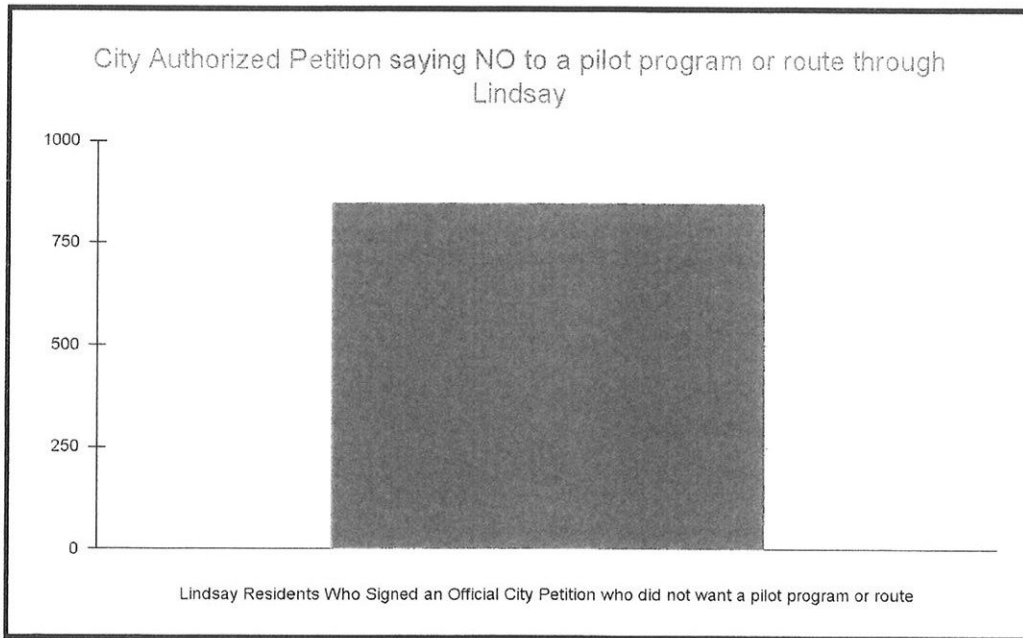 City Authorized Petition saying NO to a pilot program or route through
Lindsay
1000
750
500
250
0
Lindsay Residents Who Signed an Official City Petition who did not want a pilot program or route